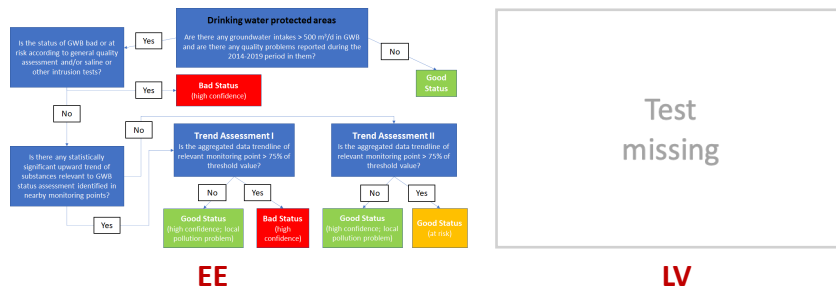 Drinking water protected areas
Are there any groundwater intakes > 500 m³/d in GWB
and are there any quality problems reported during the
2014-2019 period in them?
Yes
No
Is the status of GWB bad or at
risk according to general quality
assessment and/or saline or
other intrusion tests?
Good
Status
Yes
Bad Status
(high confidence)
No
No
Is there any statistically
significant upward trend of
substances relevant to GWB
status assessment identified in
nearby monitoring points?
Yes
Trend Assessment I
Is the aggregated data trendline of
relevant monitoring point > 75% of
threshold value?
Trend Assessment II
Is the aggregated data trendline of
relevant monitoring point > 75% of
threshold value?
No
Yes
No
Yes
Good Status
(high confidence; local
pollution problem)
Bad Status
(high
confidence)
Good Status
(high confidence; local
pollution problem)
Good Status
(at risk)
EE
Test
missing
LV